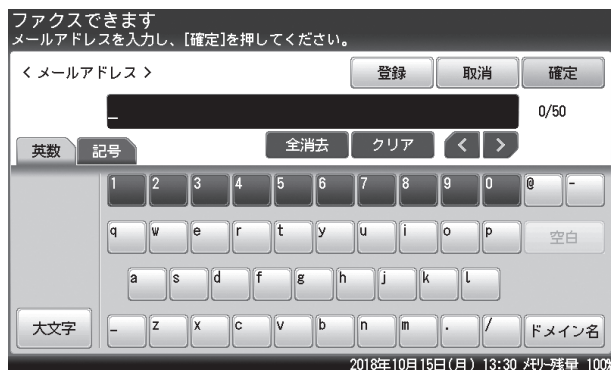 ファクスできます
メールアドレスを入力し、[確定]を押してください。
< メールアドレス > 登録 取消 確定
_ 0/50
英数 記号 全消去 クリア < >
1 2 3 4 5 6 7 8 9 0 @ -
q w e r t y u i o p 空白
a s d f g h j k l
大文字 _ z x c v b n m . / ドメイン名
2018年10月15日(月) 13:30 メモリー残量 100%